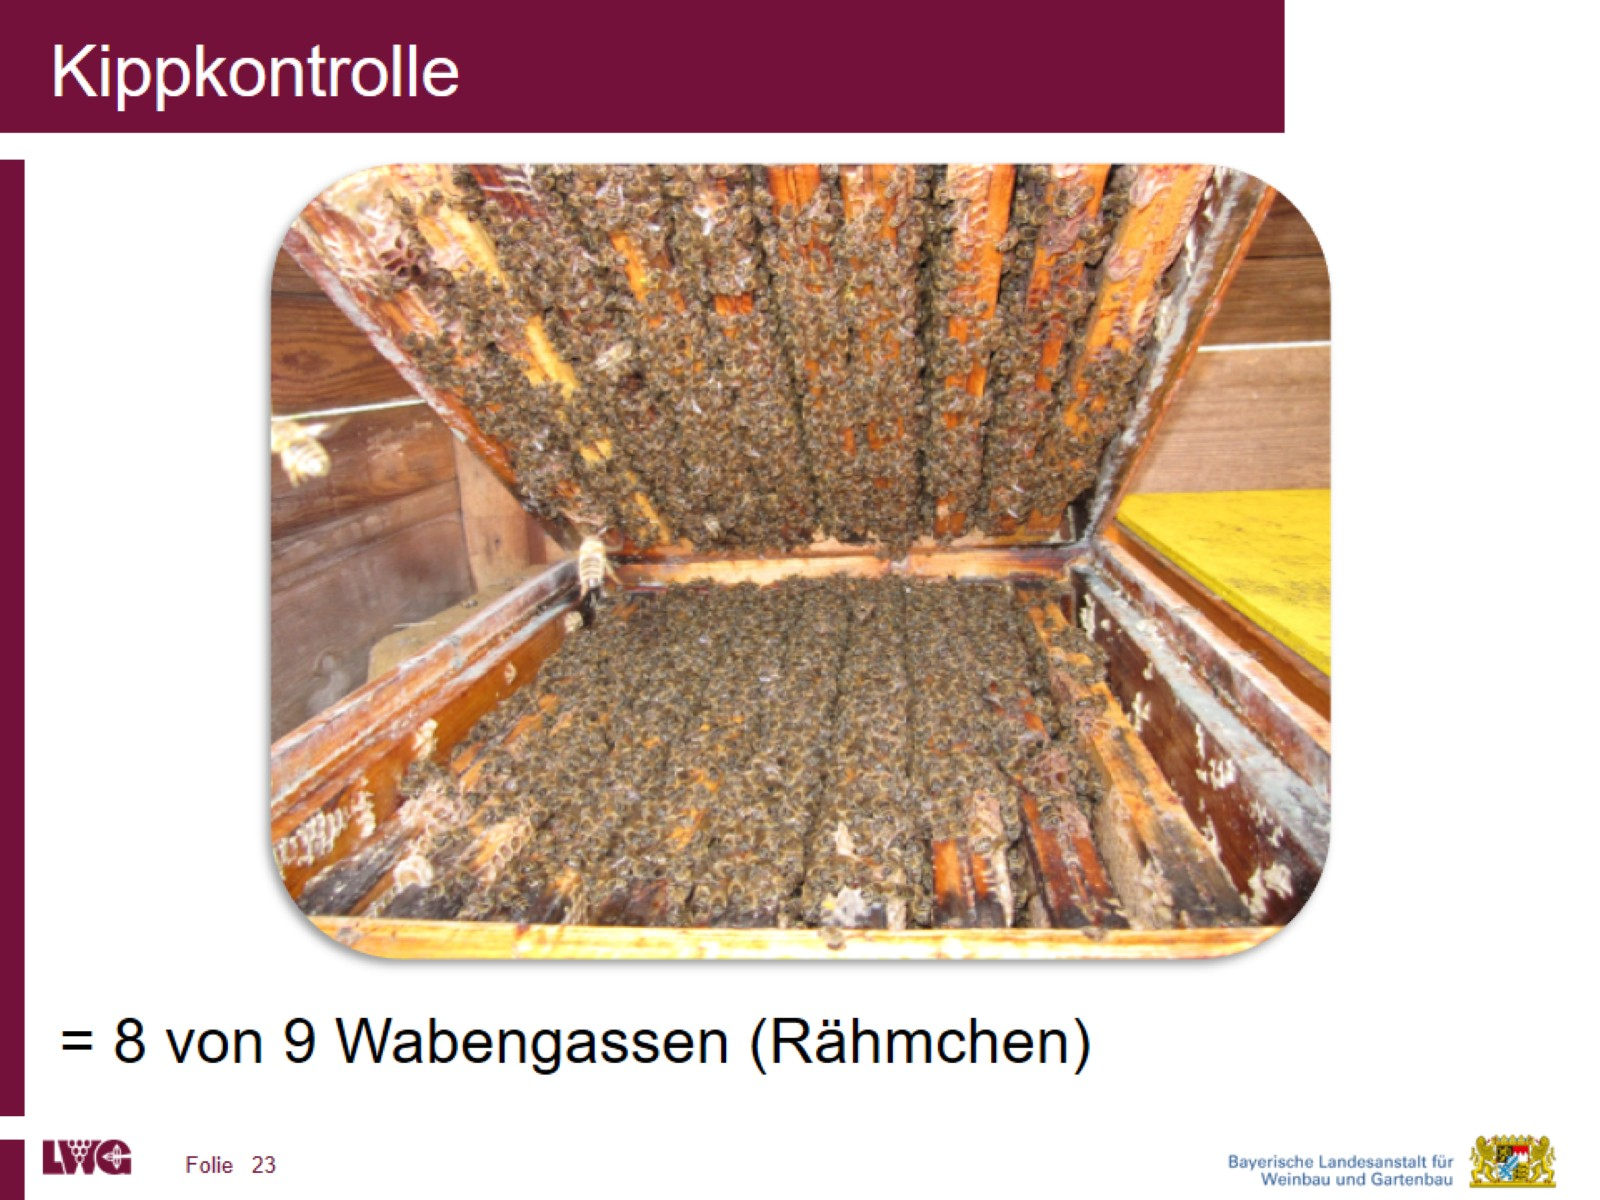 Kippkontrolle
= 8 von 9 Wabengassen (Rähmchen)
LWG
Folie 23
Bayerische Landesanstalt für
Weinbau und Gartenbau